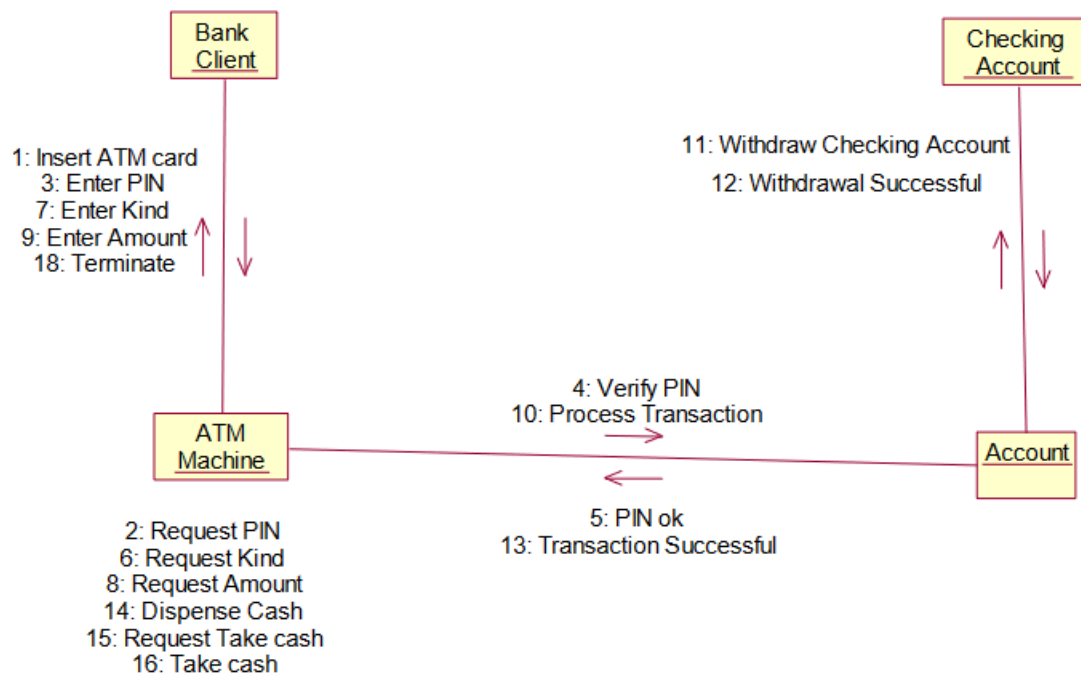 Bank
Client
Checking
Account
1: Insert ATM card
3: Enter PIN
7: Enter Kind
9: Enter Amount
18: Terminate
11: Withdraw Checking Account
12: Withdrawal Successful
4: Verify PIN
10: Process Transaction
ATM
Machine
Account
2: Request PIN
6: Request Kind
8: Request Amount
14: Dispense Cash
15: Request Take cash
16: Take cash
5: PIN ok
13: Transaction Successful